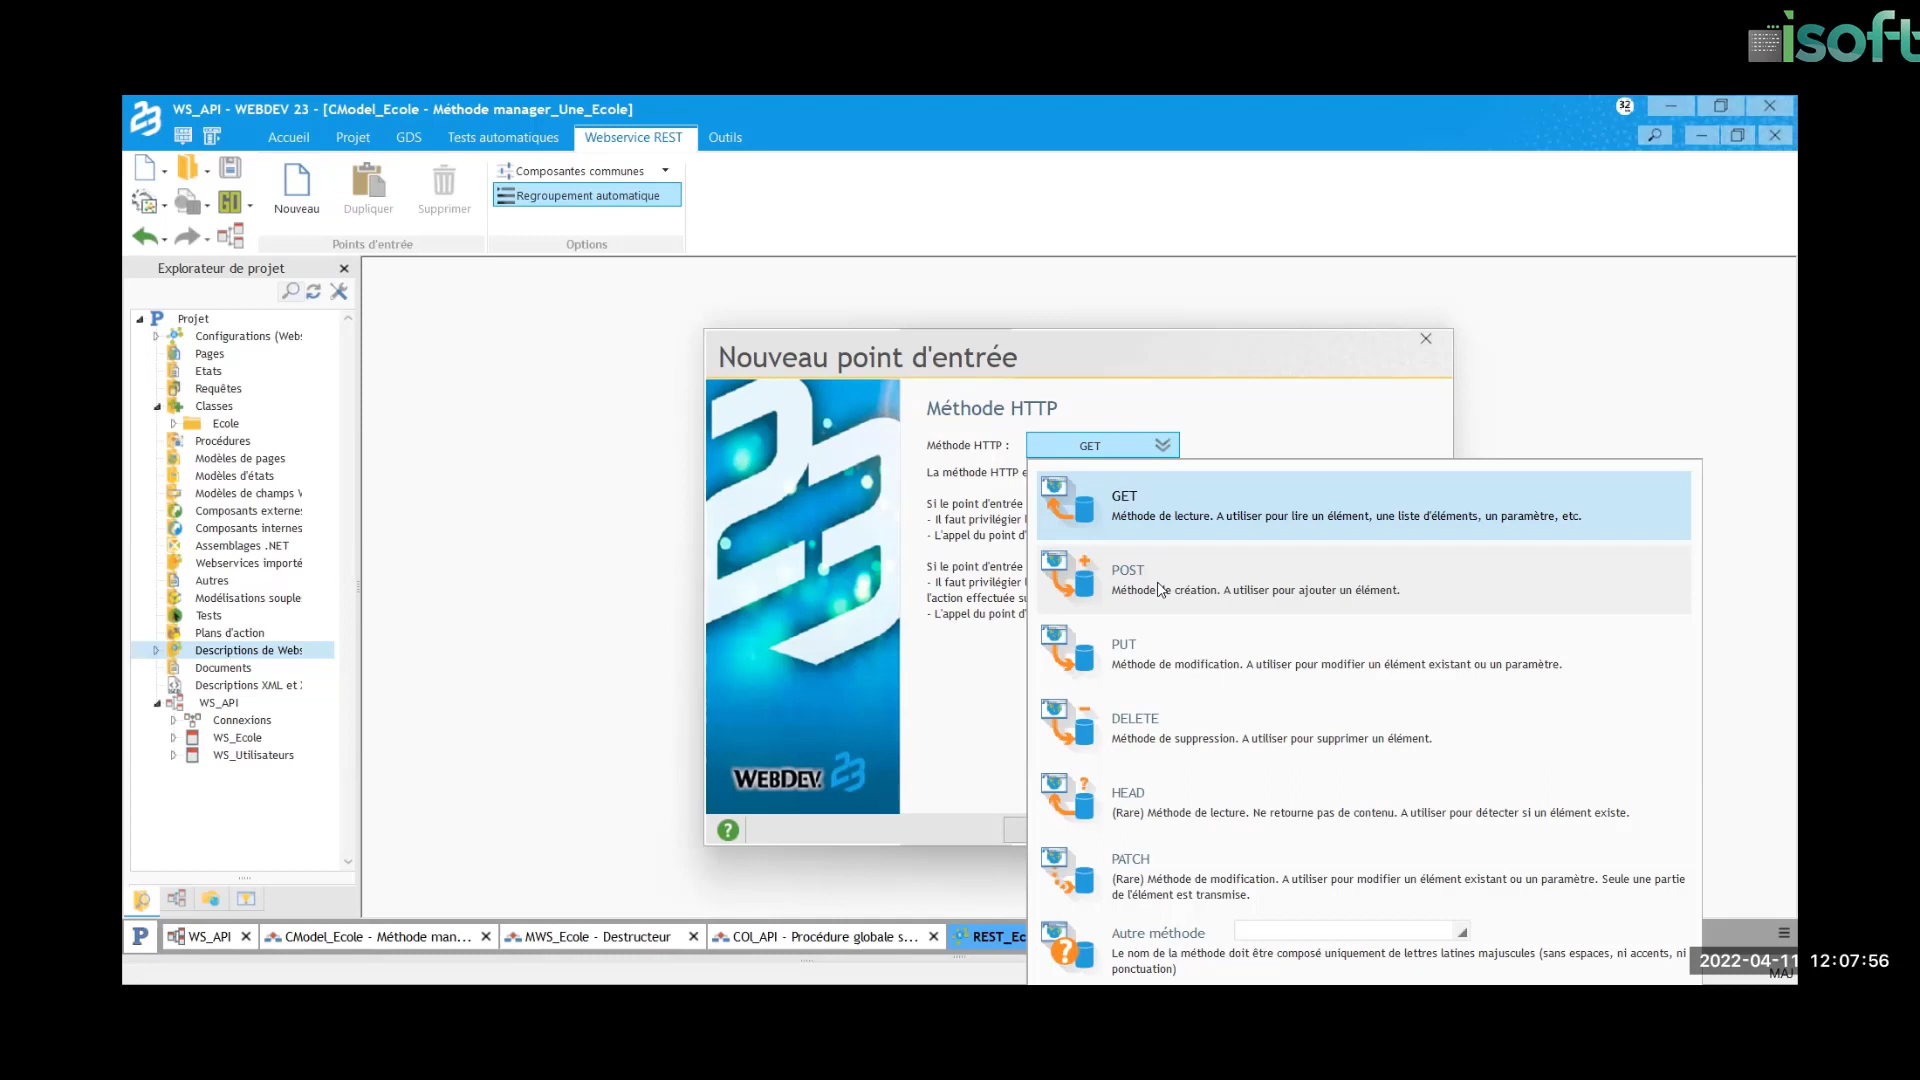 isoft
WS_API - WEBDEV 23 - [CModel_Ecole - Méthode manager_Une_Ecole]
32
Accueil
Projet
GDS
Tests automatiques
Webservice REST
Outils
Nouveau
Dupliquer
Supprimer
Points d'entrée
Composantes communes
Regroupement automatique
Options
GO
Explorateur de projet
Projet
Configurations (Webs
Pages
Etats
Requêtes
Classes
Ecole
Procédures
Modèles de pages
Modèles d'états
Modèles de champs
Composants externe
Composants internes
Assemblages .NET
Webservices importé
Autres
Modélisations souple
Tests
Plans d'action
Descriptions de Webs
Documents
Descriptions XML et
WS_API
Connexions
WS_Ecole
WS_Utilisateurs
Nouveau point d'entrée
Méthode HTTP
Méthode HTTP :
GET
La méthode HTTP e
Si le point d'entrée
- Il faut privilégier
- L'appel du point d'
Si le point d'entrée
- Il faut privilégier
l'action effectuée su
- L'appel du point d'
WEBDEV 23
GET
Méthode de lecture. A utiliser pour lire un élément, une liste d'éléments, un paramètre, etc.
POST
Méthode de création. A utiliser pour ajouter un élément.
PUT
Méthode de modification. A utiliser pour modifier un élément existant ou un paramètre.
DELETE
Méthode de suppression. A utiliser pour supprimer un élément.
HEAD
(Rare) Méthode de lecture. Ne retourne pas de contenu. A utiliser pour détecter si un élément existe.
PATCH
(Rare) Méthode de modification. A utiliser pour modifier un élément existant ou un paramètre. Seule une partie
de l'élément est transmise.
Autre méthode
Le nom de la méthode doit être composé uniquement de lettres latines majuscules (sans espaces, ni accents, ni
ponctuation)
WS_API
CModel_Ecole - Méthode man...
MWS_Ecole - Destructeur
COl_API - Procédure globale s...
REST_Ec
2022-04-11 12:07:56
MAJ